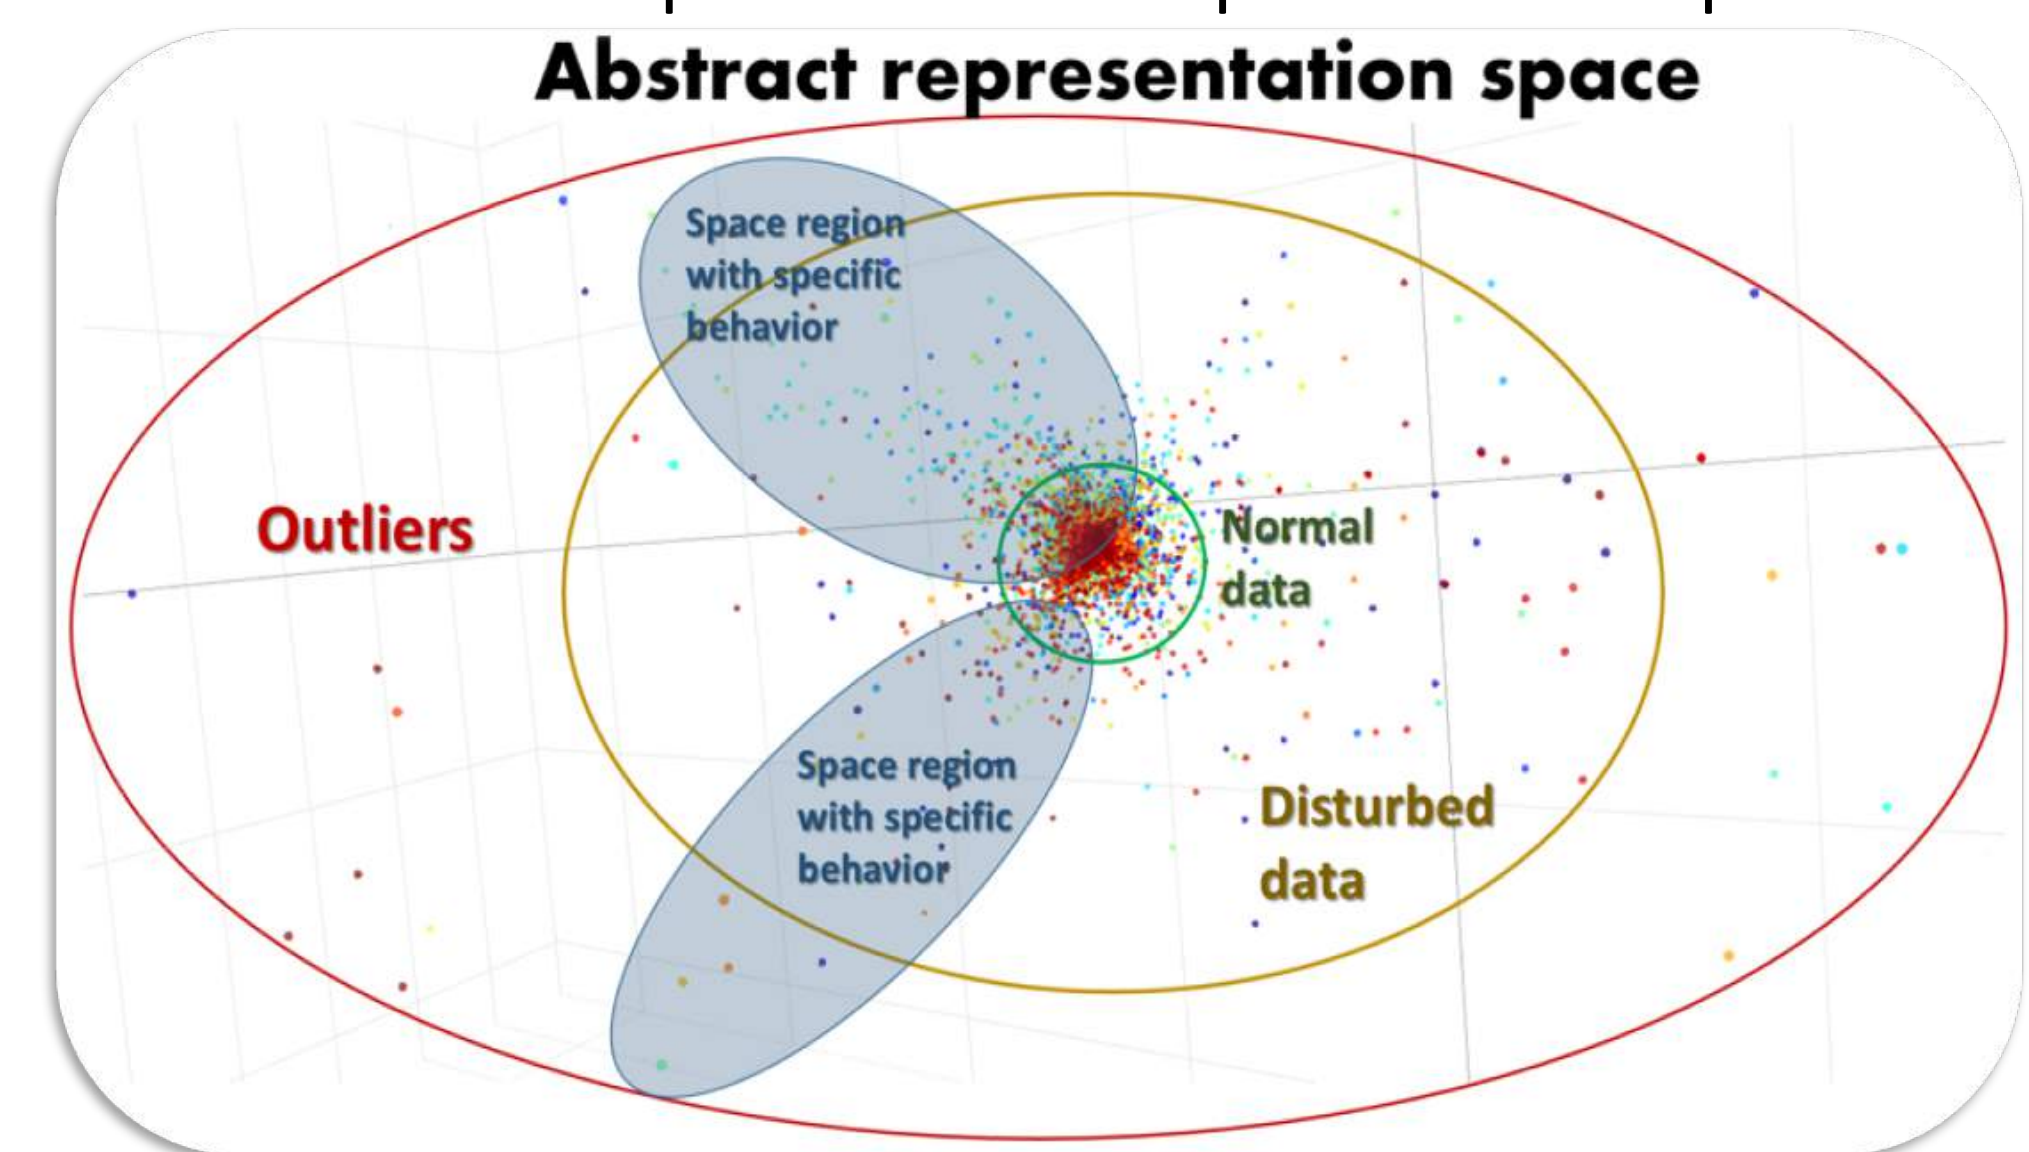 Abstract representation space
Space region
with specific
behavior
Outliers
Normal
data
Space region
with specific
behavior
Disturbed
data